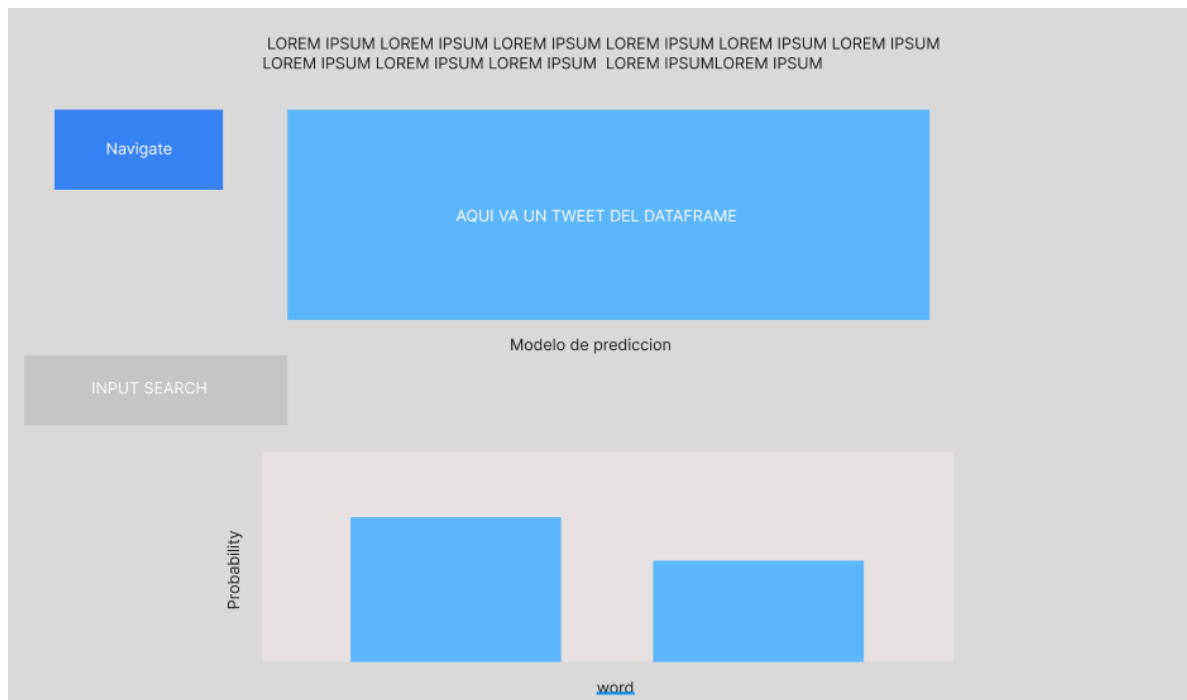 LOREM IPSUM LOREM IPSUM LOREM IPSUM LOREM IPSUM LOREM IPSUM LOREM IPSUM
LOREM IPSUM LOREM IPSUM LOREM IPSUM  LOREM IPSUMLOREM IPSUM
Navigate
AQUI VA UN TWEET DEL DATAFRAME
Modelo de prediccion
INPUT SEARCH
Probability
word